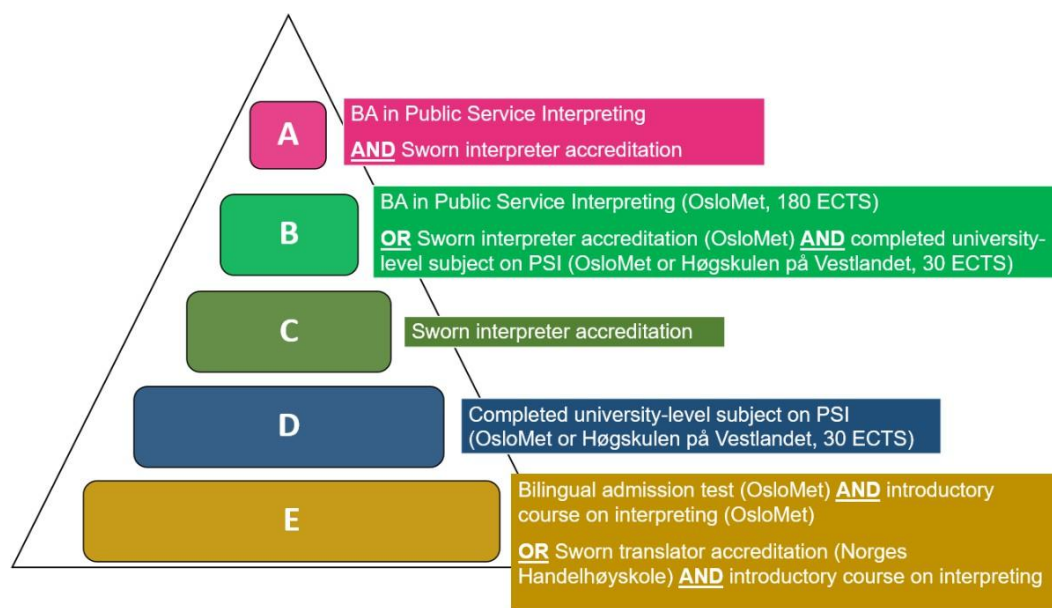 A
BA in Public Service Interpreting
AND Sworn interpreter accreditation
B
BA in Public Service Interpreting (OsloMet, 180 ECTS)
OR Sworn interpreter accreditation (OsloMet) AND completed university-
level subject on PSI (OsloMet or Høgskulen på Vestlandet, 30 ECTS)
C
Sworn interpreter accreditation
D
Completed university-level subject on PSI
(OsloMet or Høgskulen på Vestlandet, 30 ECTS)
E
Bilingual admission test (OsloMet) AND introductory
course on interpreting (OsloMet)
OR Sworn translator accreditation (Norges
Handelhøyskole) AND introductory course on interpreting